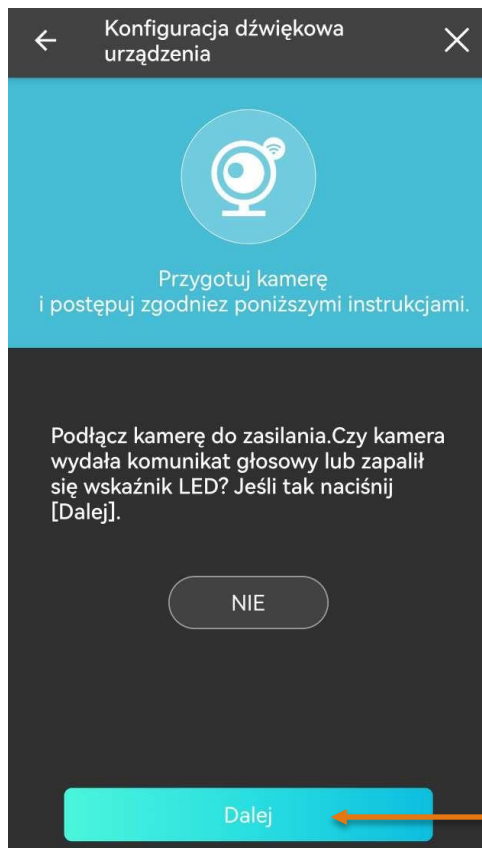 Konfiguracja dźwiękowa
urządzenia
Przygotuj kamerę
i postępuj zgodniez poniższymi instrukcjami.
Podłącz kamerę do zasilania.Czy kamera
wydała komunikat głosowy lub zapalił
się wskaźnik LED? Jeśli tak naciśnij
[Dalej].
NIE
Dalej